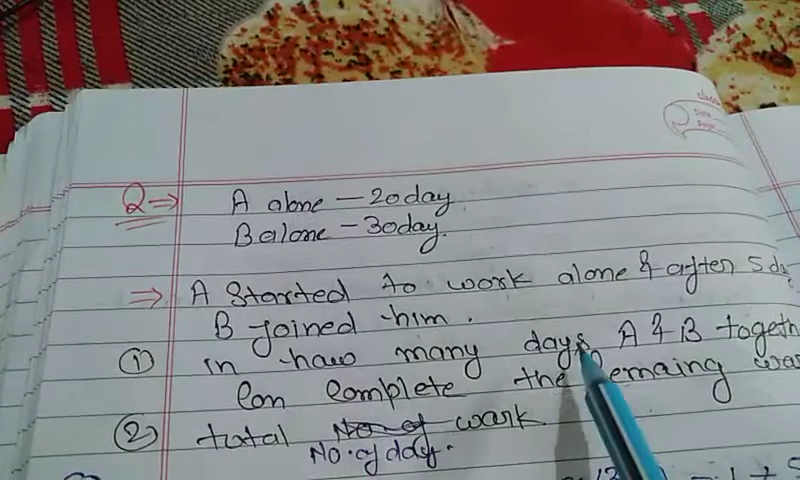 Q ⇒ A alone – 20 day
B alone – 30 day.
⇒ A Started to work alone & after 5 da
B joined him.
① in how many days A & B togeth
Can Complete the remaing
② total No of work
No. of day.